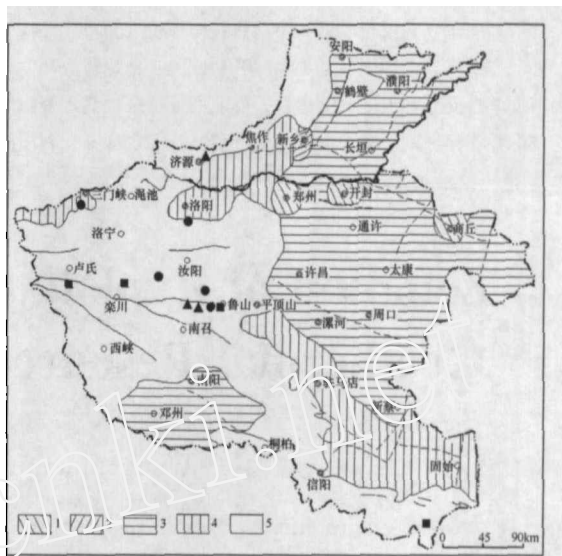 安阳
鹤壁
濮阳
焦作
新乡
济源
长垣
三门峡
渑池
洛阳
郑州
开封
洛宁
通许
商丘
卢氏
汝阳
许昌
太康
栾川
鲁山
平顶山
南召
漯河
周口
西峡
南阳
邓州
桐柏
固始
信阳
3
4
5
0 45 90km